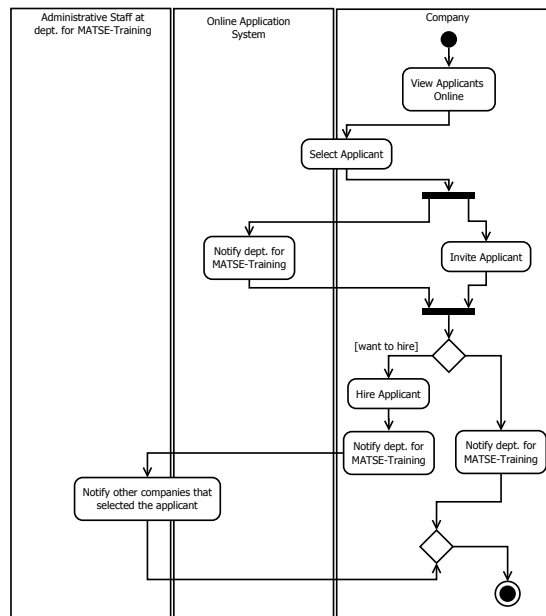 Administrative Staff at
dept. for MATSE-Training
Online Application
System
Company
View Applicants
Online
Select Applicant
Notify dept. for
MATSE-Training
Invite Applicant
[want to hire]
Hire Applicant
Notify dept. for
MATSE-Training
Notify dept. for
MATSE-Training
Notify other companies that
selected the applicant